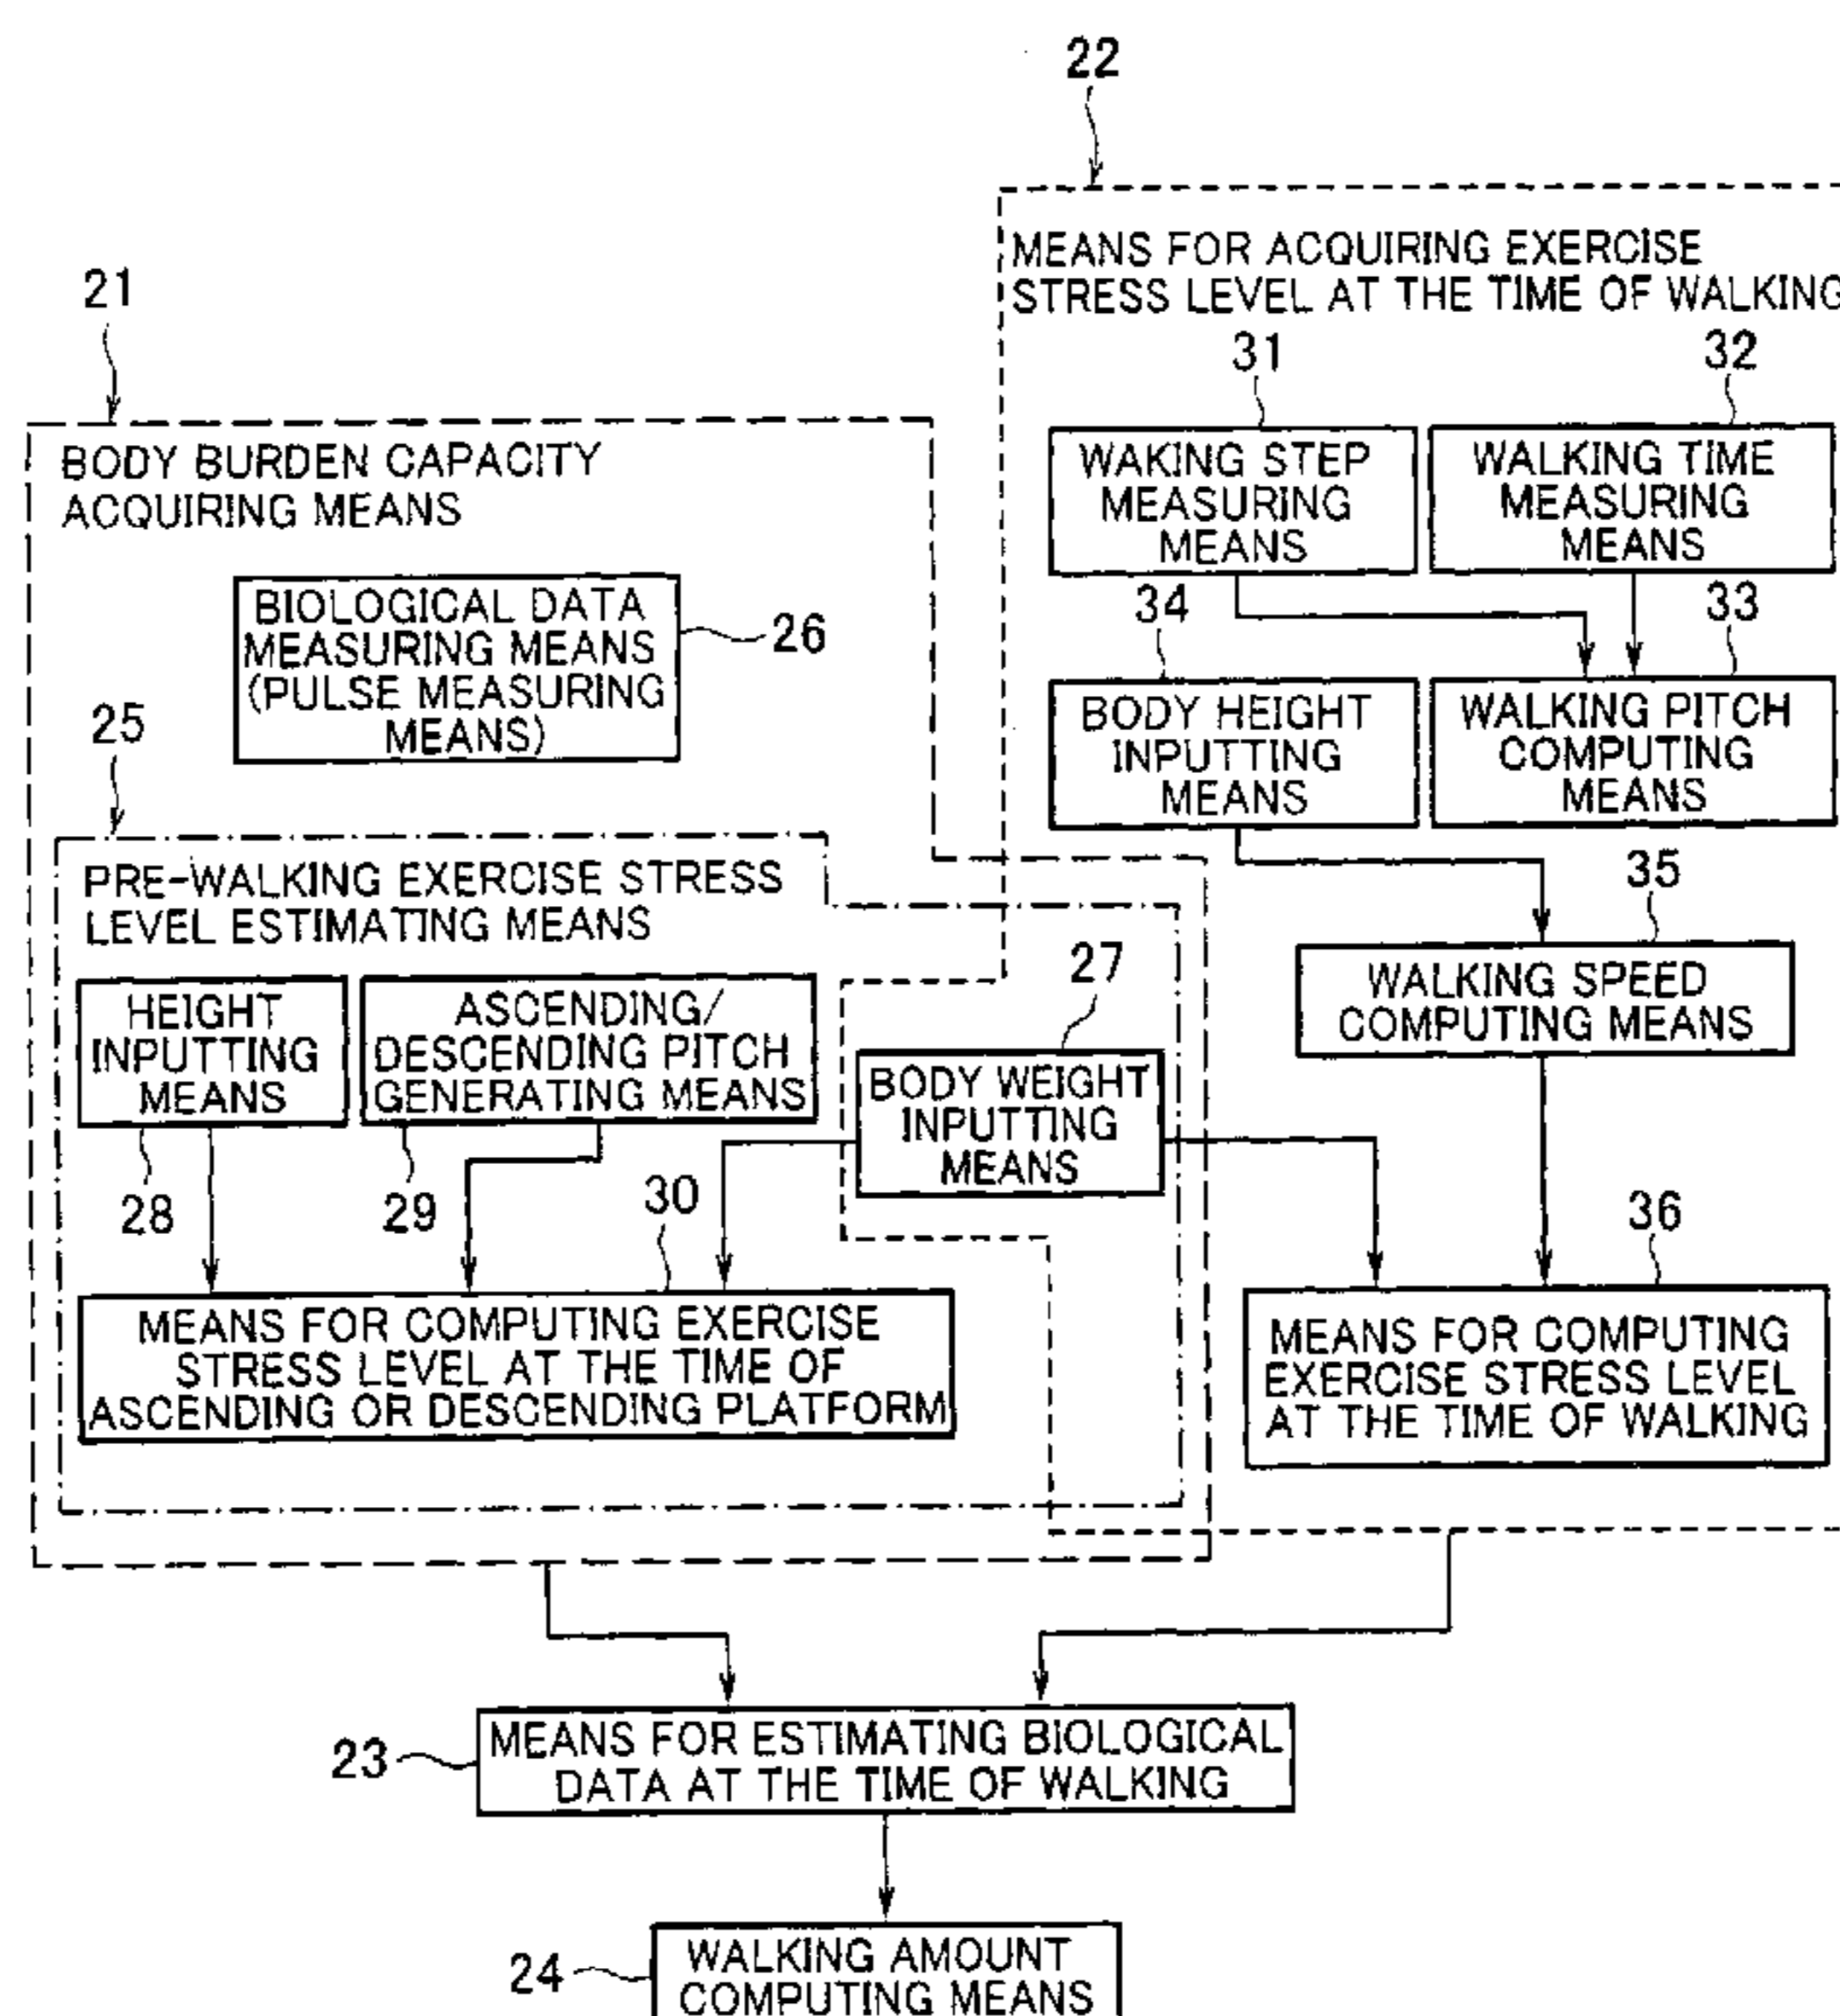 22
MEANS FOR ACQUIRING EXERCISE
STRESS LEVEL AT THE TIME OF WALKING
21
31
32
BODY BURDEN CAPACITY
ACQUIRING MEANS
WAKING STEP
MEASURING
MEANS
WALKING TIME
MEASURING
MEANS
BIOLOGICAL DATA
MEASURING MEANS
(PULSE MEASURING
MEANS)
26
34
33
BODY HEIGHT
INPUTTING
MEANS
WALKING PITCH
COMPUTING
MEANS
25
PRE-WALKING EXERCISE STRESS
LEVEL ESTIMATING MEANS
35
27
WALKING SPEED
COMPUTING MEANS
HEIGHT
INPUTTING
MEANS
ASCENDING/
DESCENDING PITCH
GENERATING MEANS
BODY WEIGHT
INPUTTING
MEANS
28
29
30
36
MEANS FOR COMPUTING EXERCISE
STRESS LEVEL AT THE TIME OF
ASCENDING OR DESCENDING PLATFORM
MEANS FOR COMPUTING
EXERCISE STRESS LEVEL
AT THE TIME OF WALKING
23
MEANS FOR ESTIMATING BIOLOGICAL
DATA AT THE TIME OF WALKING
24
WALKING AMOUNT
COMPUTING MEANS